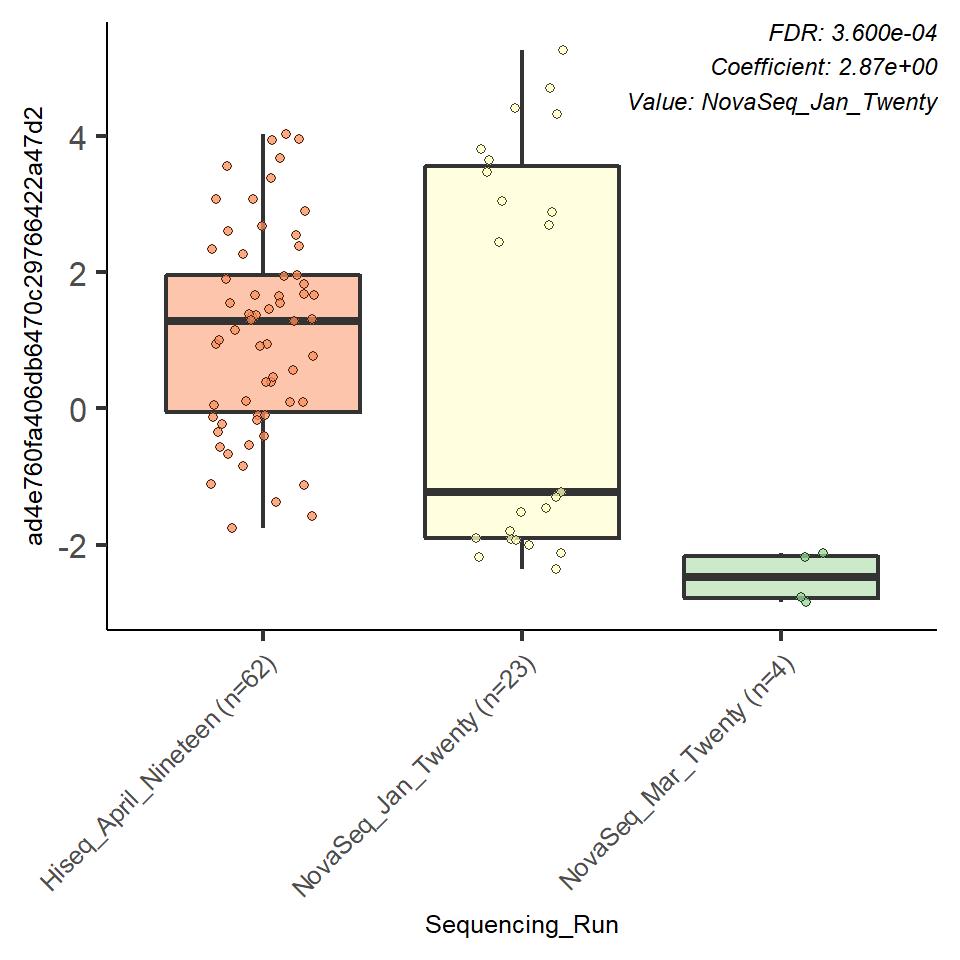 FDR: 3.600e-04
Coefficient: 2.87e+00
Value: NovaSeq_Jan_Twenty
ad4e760fa406db6470c29766422a47d2
4
2
0
-2
Hiseq_April_Nineteen (n=62)
NovaSeq_Jan_Twenty (n=23)
NovaSeq_Mar_Twenty (n=4)
Sequencing_Run